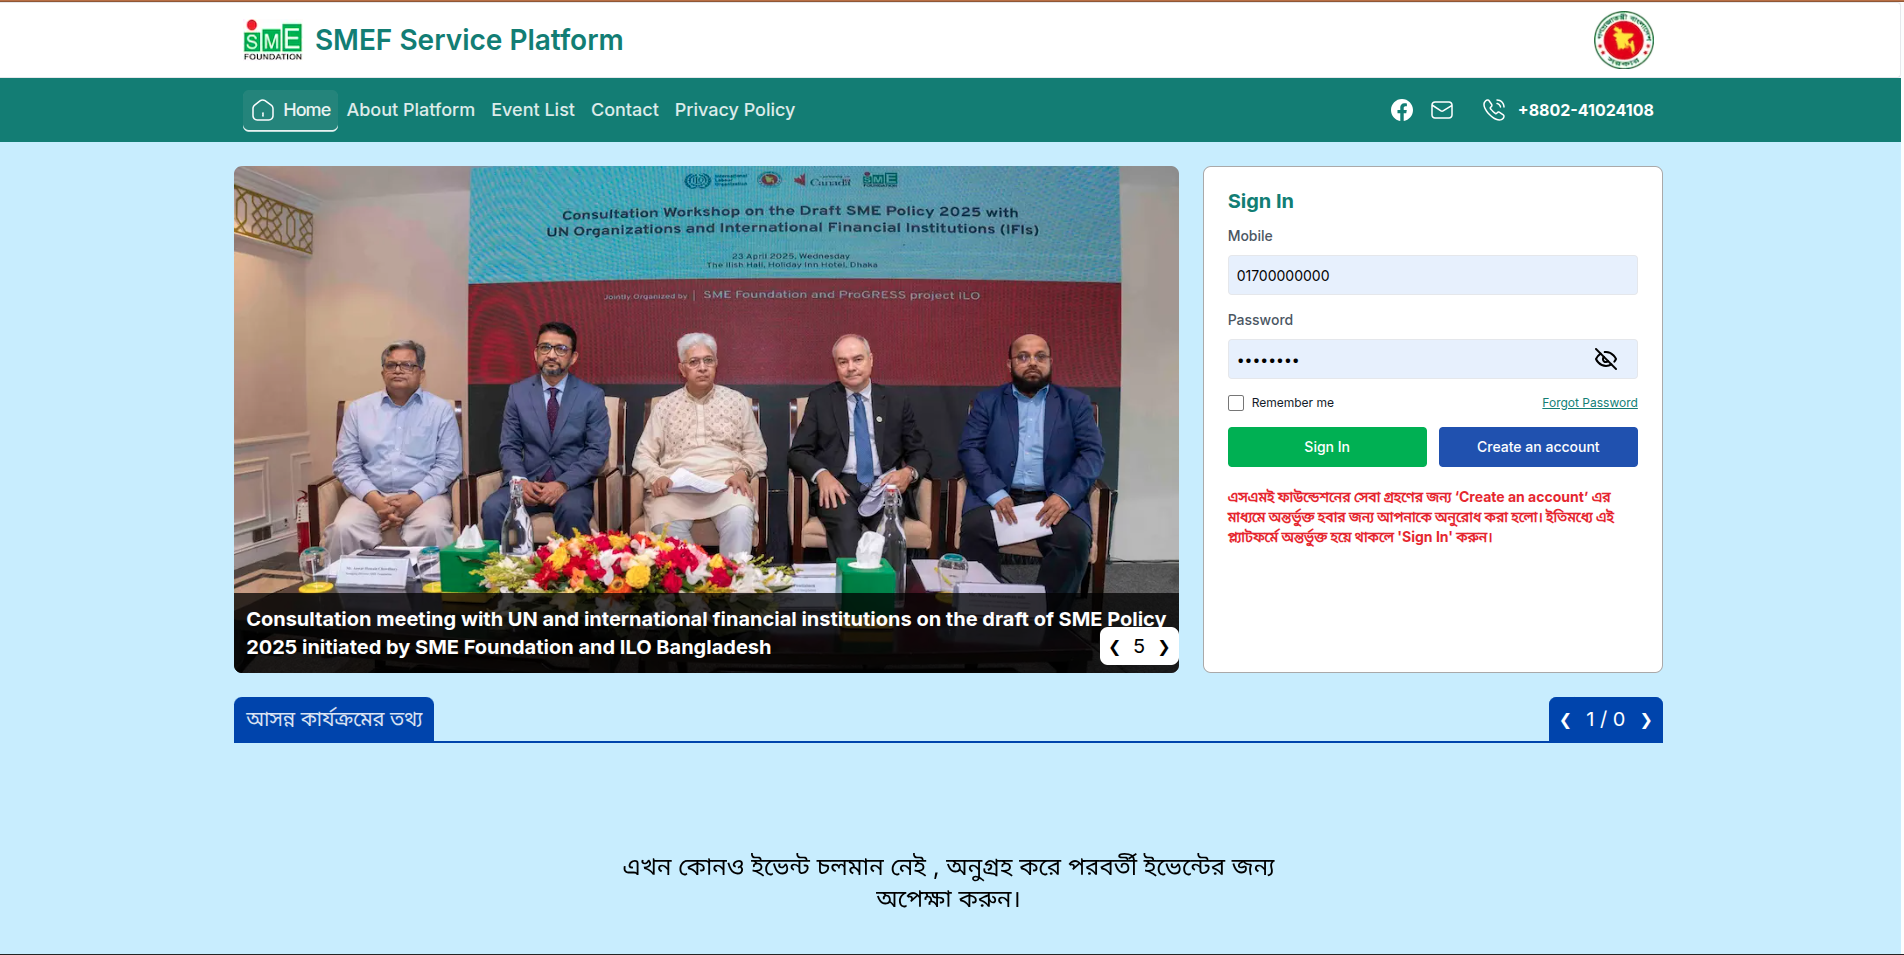 SME
FOUNDATION
SMEF Service Platform
Home About Platform Event List Contact Privacy Policy
+8802-41024108
International Labour Organization Canada SME FOUNDATION
Consultation Workshop on the Draft SME Policy 2025 with
UN Organizations and International Financial Institutions (IFIs)
23 April 2025, Wednesday
The Ilish Hall, Holiday Inn Hotel, Dhaka
Jointly Organized by | SME Foundation and ProGRESS project ILO
Consultation meeting with UN and international financial institutions on the draft of SME Policy
2025 initiated by SME Foundation and ILO Bangladesh
❮ 5 ❯
Sign In
Mobile
01700000000
Password
••••••••
Remember me Forgot Password
Sign In Create an account
এসএমই ফাউন্ডেশনের সেবা গ্রহণের জন্য ‘Create an account’ এর
মাধ্যমে অন্তর্ভুক্ত হবার জন্য আপনাকে অনুরোধ করা হলো। ইতিমধ্যে এই
প্ল্যাটফর্মে অন্তর্ভুক্ত হয়ে থাকলে 'Sign In' করুন।
আসন্ন কার্যক্রমের তথ্য
❮ 1 / 0 ❯
এখন কোনও ইভেন্ট চলমান নেই , অনুগ্রহ করে পরবর্তী ইভেন্টের জন্য
অপেক্ষা করুন।